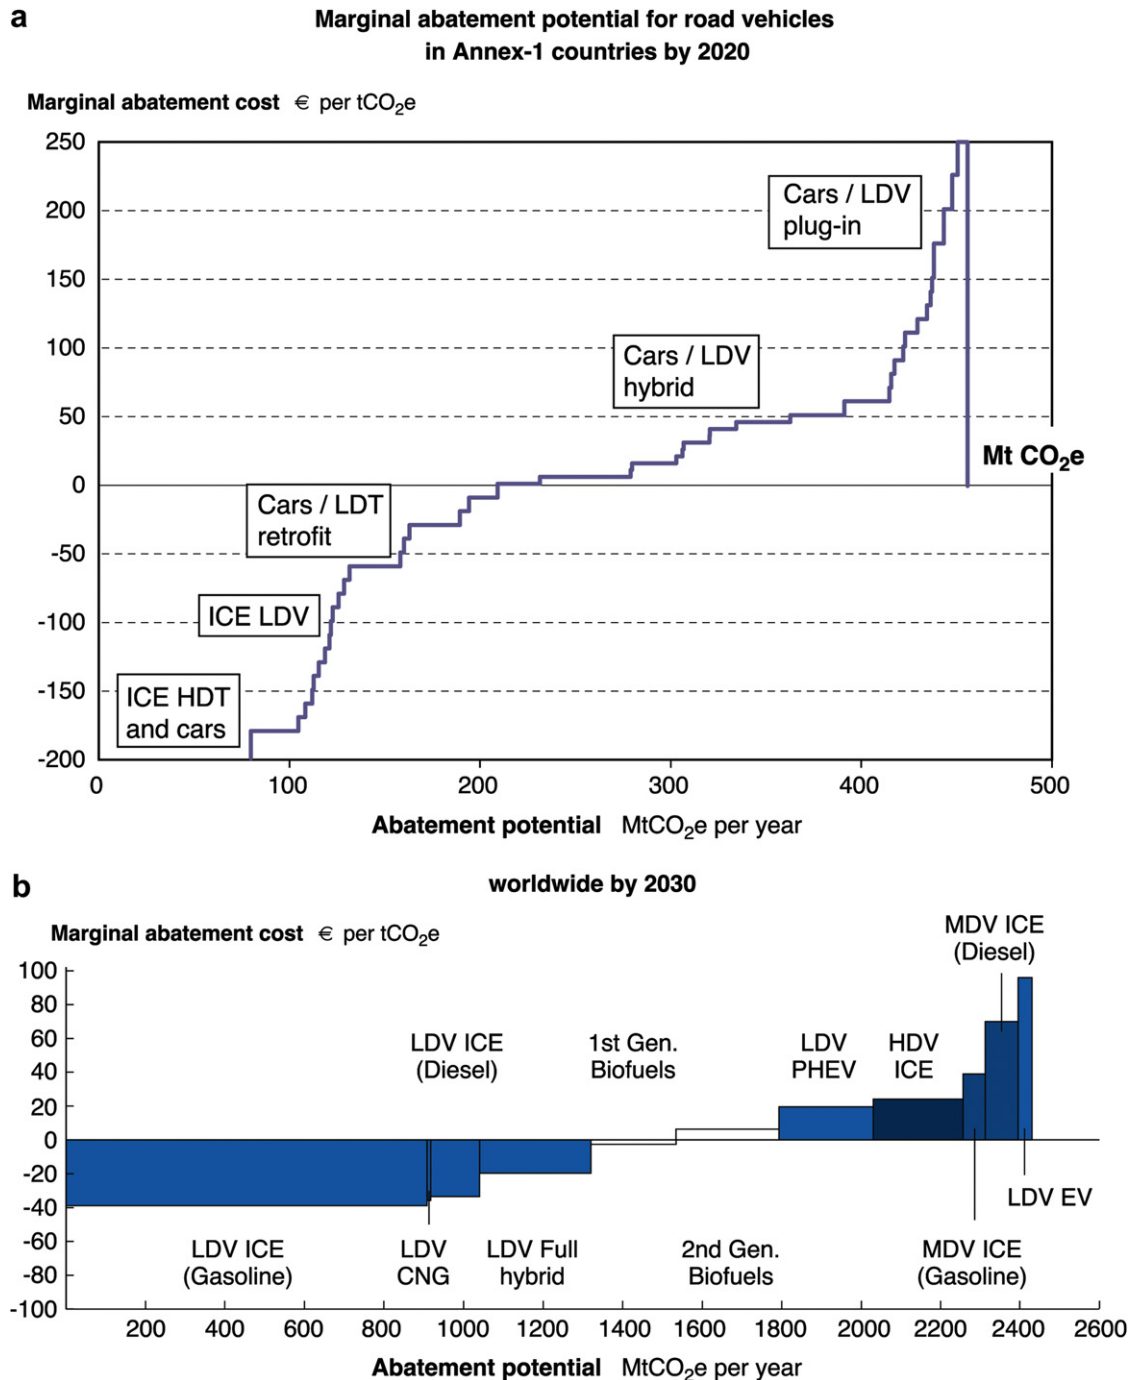 a
Marginal abatement potential for road vehicles
in Annex-1 countries by 2020
Marginal abatement cost € per tCO₂e
250
200
150
100
50
0
-50
-100
-150
-200
Cars / LDV
plug-in
Cars / LDV
hybrid
Mt CO₂e
Cars / LDT
retrofit
ICE LDV
ICE HDT
and cars
0 100 200 300 400 500
Abatement potential MtCO₂e per year
b
worldwide by 2030
Marginal abatement cost € per tCO₂e
100
80
60
40
20
0
-20
-40
-60
-80
-100
MDV ICE
(Diesel)
LDV ICE
(Diesel)
1st Gen.
Biofuels
LDV
PHEV
HDV
ICE
LDV EV
LDV ICE
(Gasoline)
LDV
CNG
LDV Full
hybrid
2nd Gen.
Biofuels
MDV ICE
(Gasoline)
200 400 600 800 1000 1200 1400 1600 1800 2000 2200 2400 2600
Abatement potential MtCO₂e per year